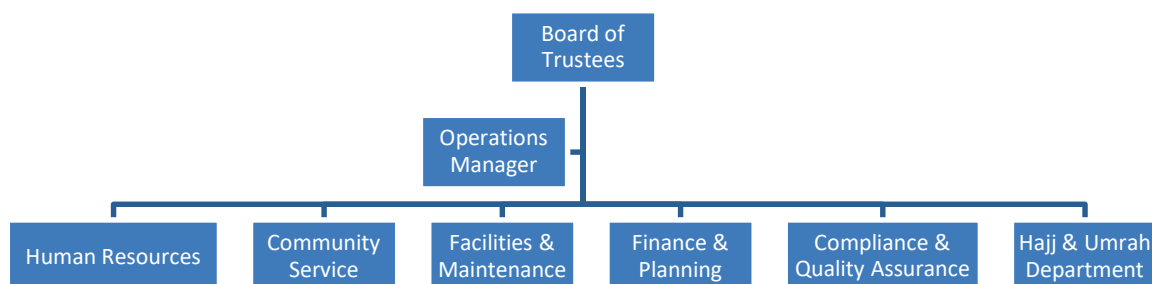 Board of
Trustees
Operations
Manager
Human Resources
Community
Service
Facilities &
Maintenance
Finance &
Planning
Compliance &
Quality Assurance
Hajj & Umrah
Department